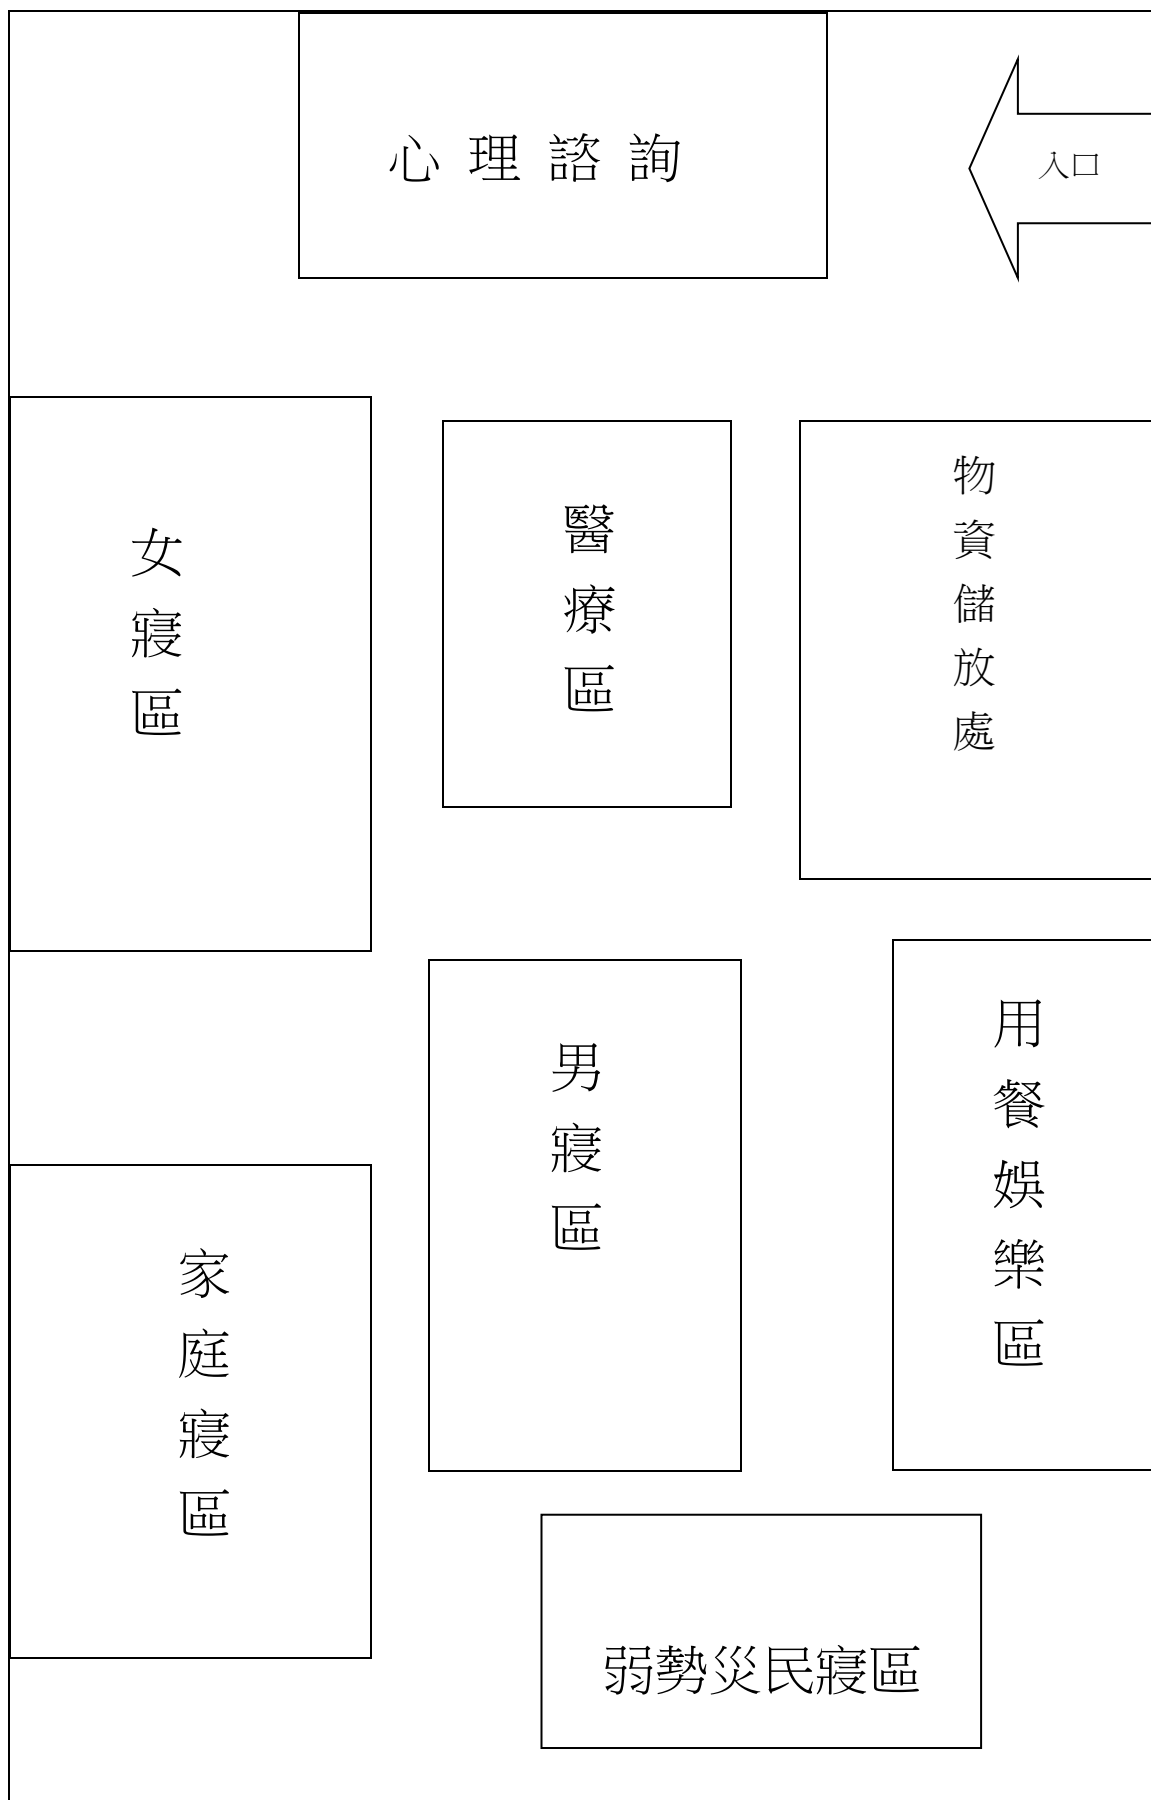 心理諮詢
入口
女寢區
醫療區
物資儲放處
男寢區
用餐娛樂區
家庭寢區
弱勢災民寢區